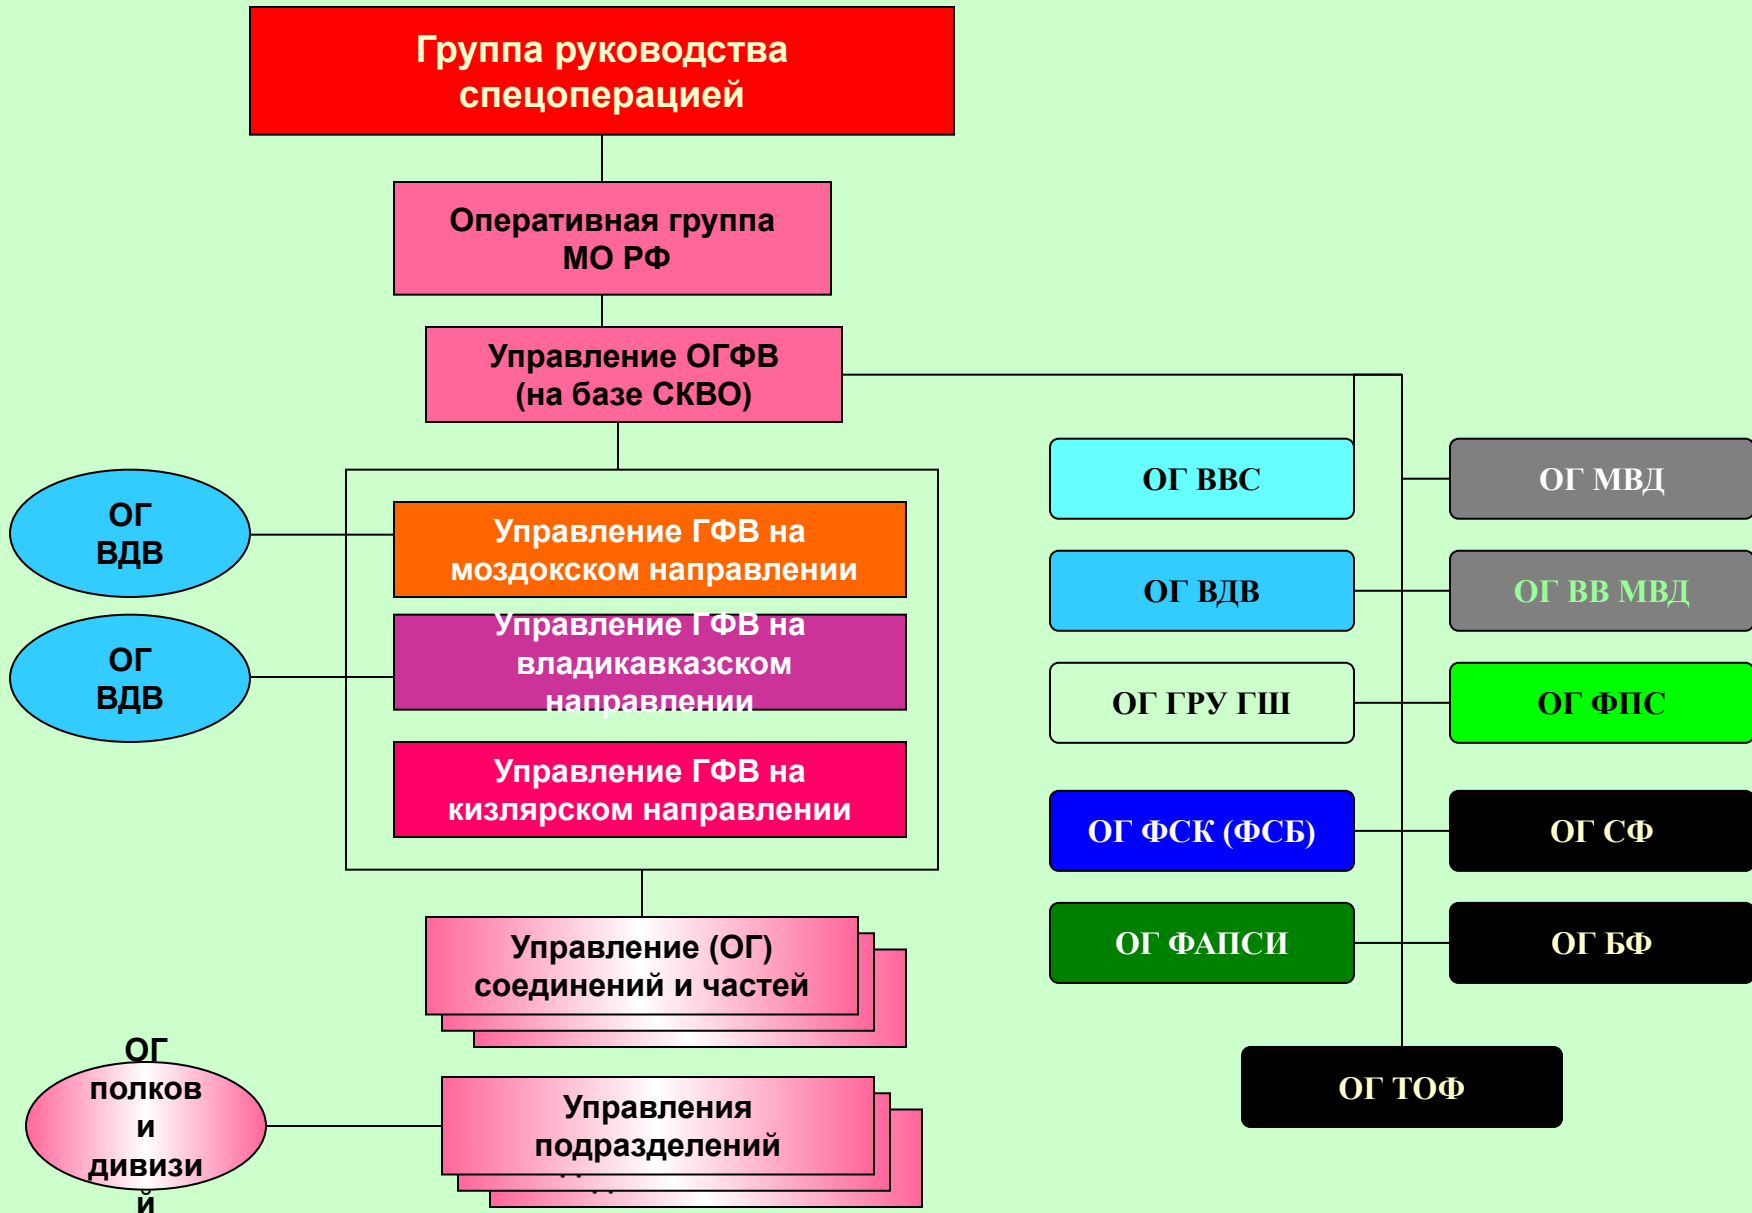 Группа руководства
спецоперацией
Оперативная группа
МО РФ
Управление ОГФВ
(на базе СКВО)
ОГ
ВДВ
Управление ГФВ на
моздокском направлении
ОГ
ВДВ
Управление ГФВ на
владикавказском
направлении
Управление ГФВ на
кизлярском направлении
Управление (ОГ)
соединений и частей
ОГ
полков
и
дивизи
й
Управления
подразделений
ОГ ВВС
ОГ МВД
ОГ ВДВ
ОГ ВВ МВД
ОГ ГРУ ГШ
ОГ ФПС
ОГ ФСК (ФСБ)
ОГ СФ
ОГ ФАПСИ
ОГ БФ
ОГ ТОФ